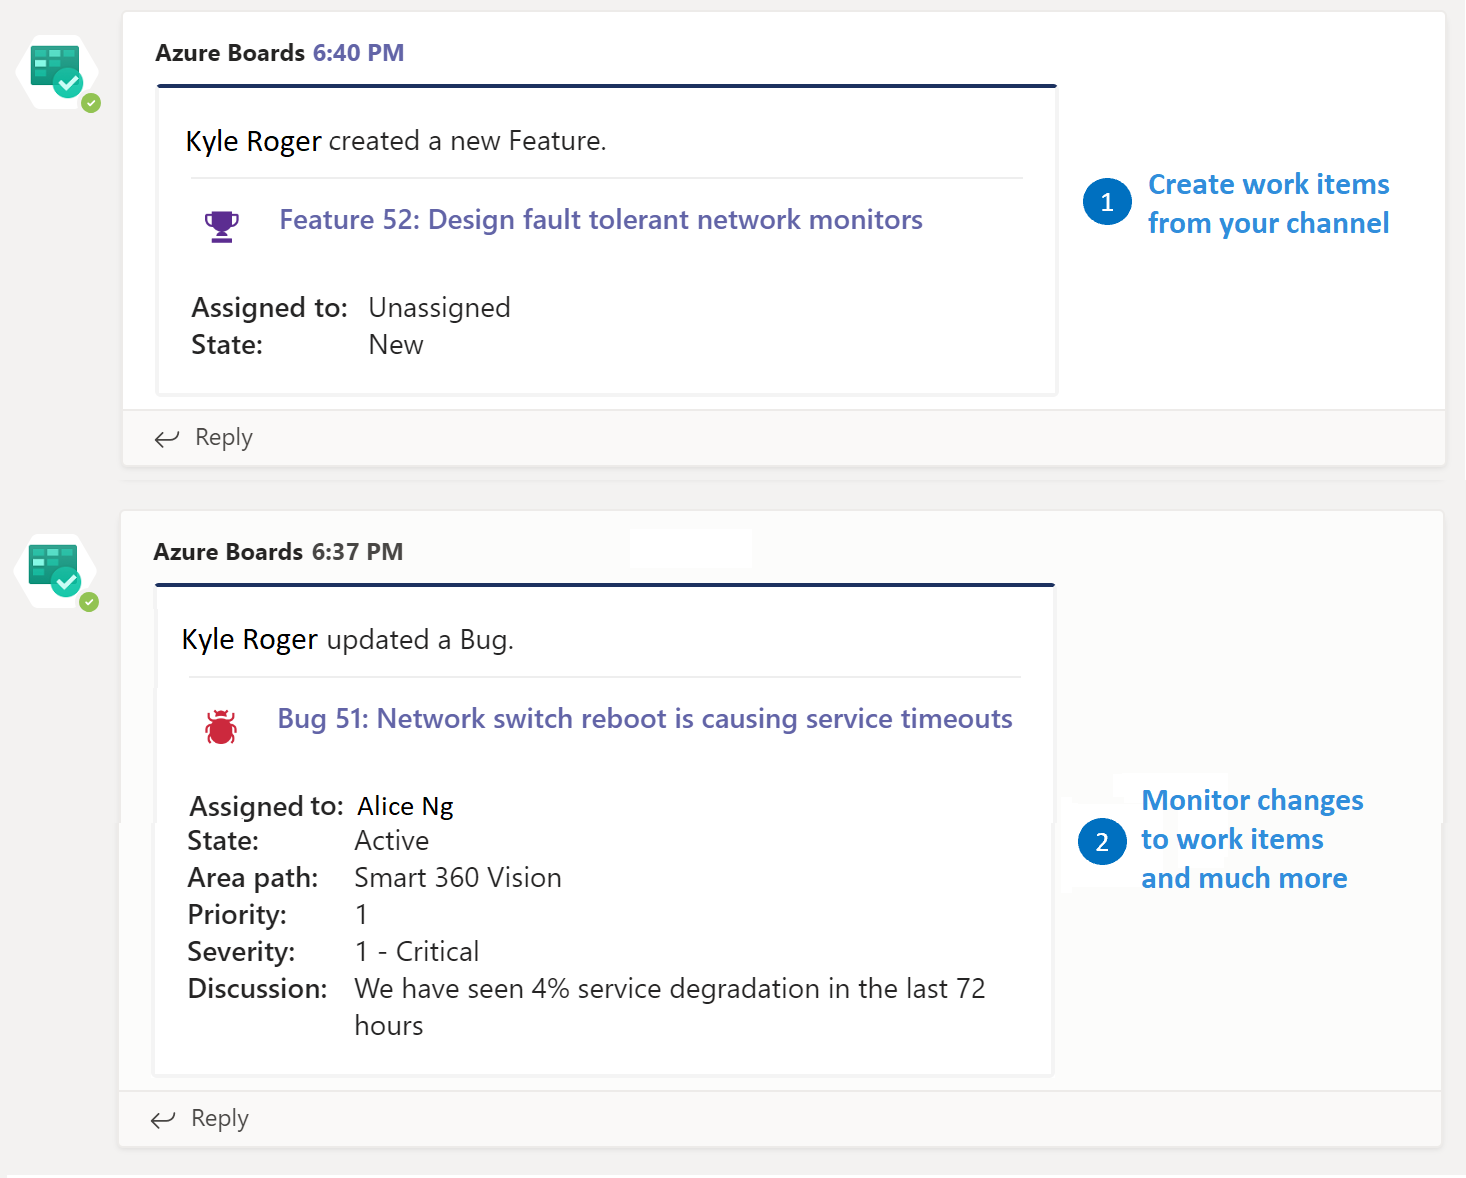 Azure Boards 6:40 PM
Kyle Roger created a new Feature.
Feature 52: Design fault tolerant network monitors
Assigned to: Unassigned
State: New
1 Create work items
from your channel
Reply
Azure Boards 6:37 PM
Kyle Roger updated a Bug.
Bug 51: Network switch reboot is causing service timeouts
Assigned to: Alice Ng
State: Active
Area path: Smart 360 Vision
Priority: 1
Severity: 1 - Critical
Discussion: We have seen 4% service degradation in the last 72
hours
2 Monitor changes
to work items
and much more
Reply